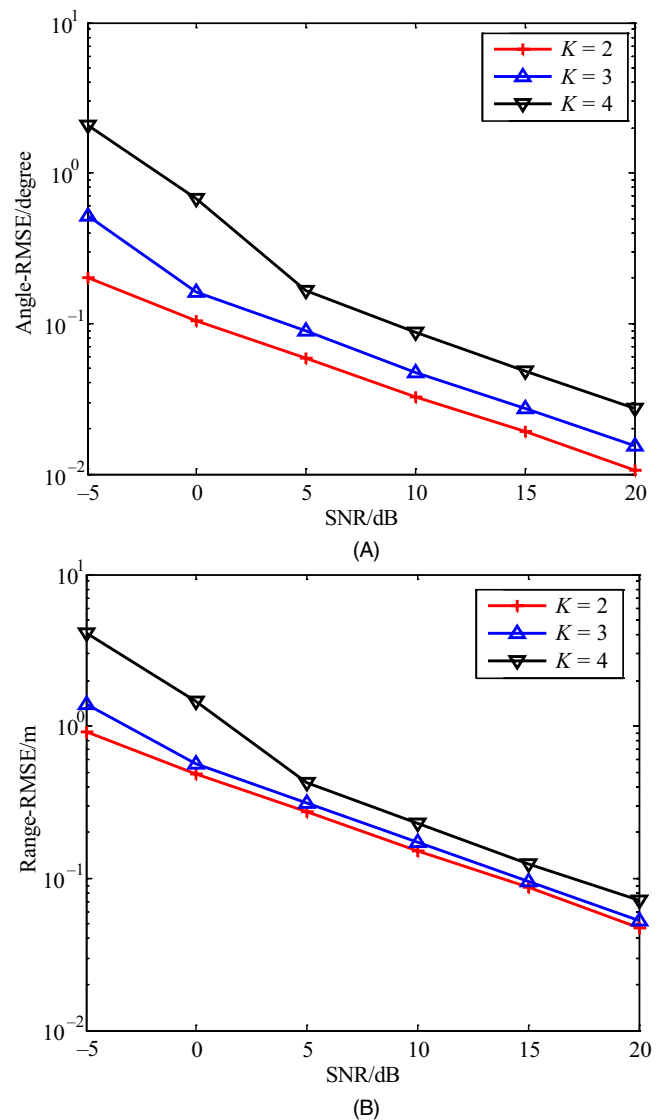 10^1
10^0
10^-1
10^-2
Angle-RMSE/degree
K = 2
K = 3
K = 4
−5 0 5 10 15 20
SNR/dB
(A)
10^1
10^0
10^-1
10^-2
Range-RMSE/m
K = 2
K = 3
K = 4
−5 0 5 10 15 20
SNR/dB
(B)